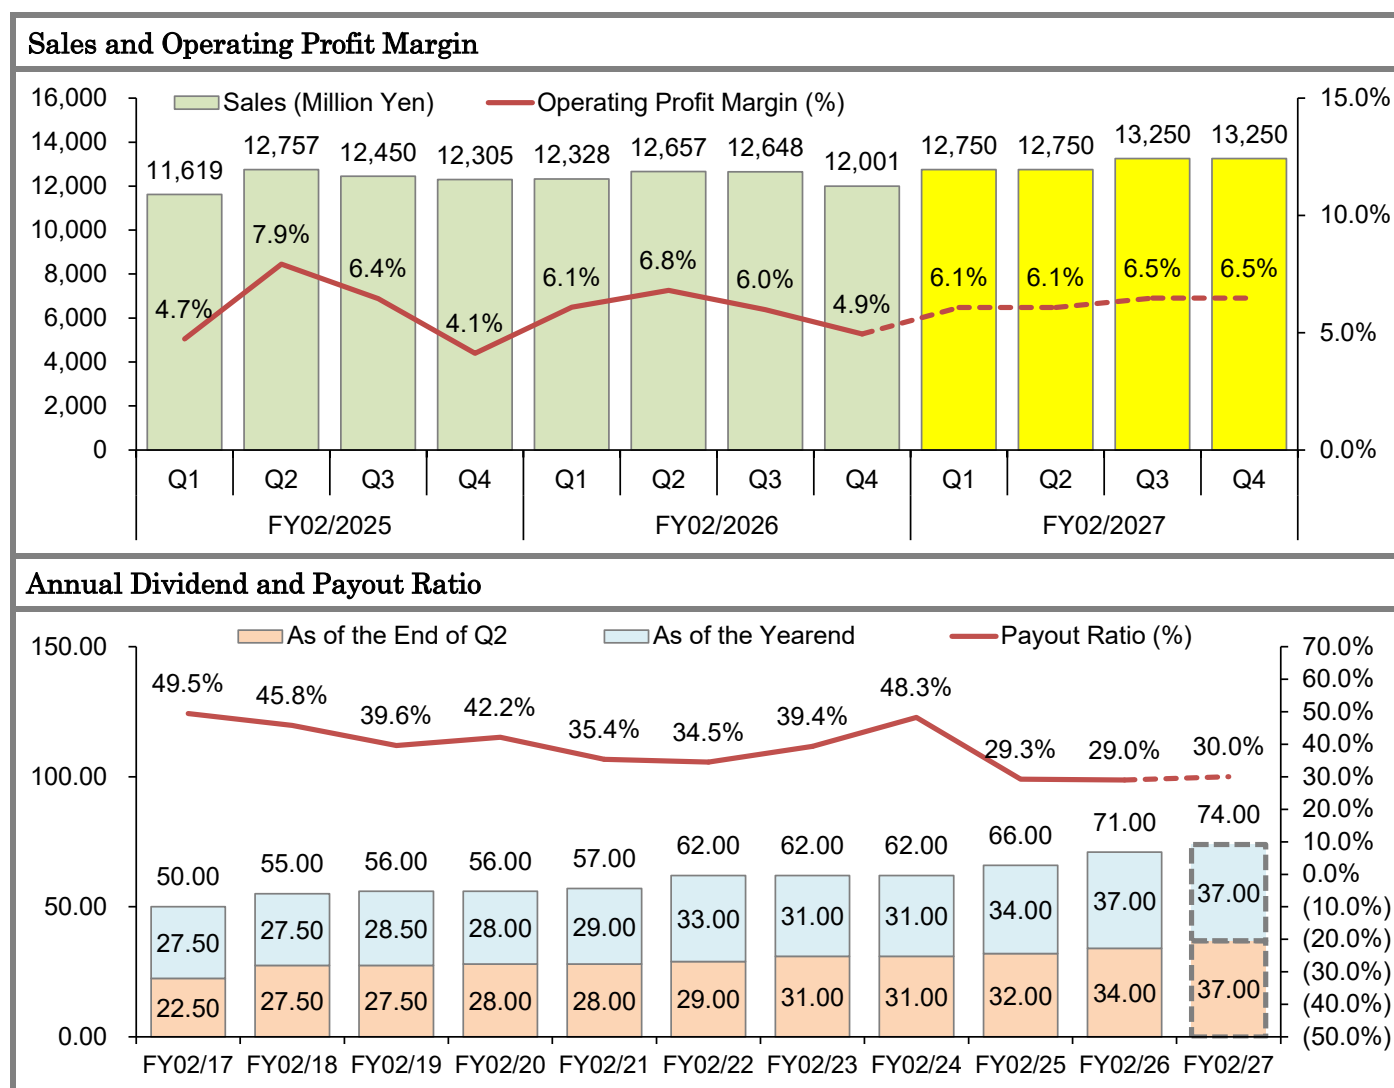 Sales and Operating Profit Margin
Sales (Million Yen) Operating Profit Margin (%)
16,000
14,000
12,000
10,000
8,000
6,000
4,000
2,000
0
15.0%
10.0%
5.0%
0.0%
11,619 12,757 12,450 12,305 12,328 12,657 12,648 12,001 12,750 12,750 13,250 13,250
4.7% 7.9% 6.4% 4.1% 6.1% 6.8% 6.0% 4.9% 6.1% 6.1% 6.5% 6.5%
Q1 Q2 Q3 Q4 Q1 Q2 Q3 Q4 Q1 Q2 Q3 Q4
FY02/2025 FY02/2026 FY02/2027
Annual Dividend and Payout Ratio
As of the End of Q2 As of the Yearend Payout Ratio (%)
150.00
100.00
50.00
0.00
70.0%
60.0%
50.0%
40.0%
30.0%
20.0%
10.0%
0.0%
(10.0%)
(20.0%)
(30.0%)
(40.0%)
(50.0%)
49.5% 45.8% 39.6% 42.2% 35.4% 34.5% 39.4% 48.3% 29.3% 29.0% 30.0%
50.00 55.00 56.00 56.00 57.00 62.00 62.00 62.00 66.00 71.00 74.00
27.50 27.50 28.50 28.00 29.00 33.00 31.00 31.00 34.00 37.00 37.00
22.50 27.50 27.50 28.00 28.00 29.00 31.00 31.00 32.00 34.00 37.00
FY02/17 FY02/18 FY02/19 FY02/20 FY02/21 FY02/22 FY02/23 FY02/24 FY02/25 FY02/26 FY02/27